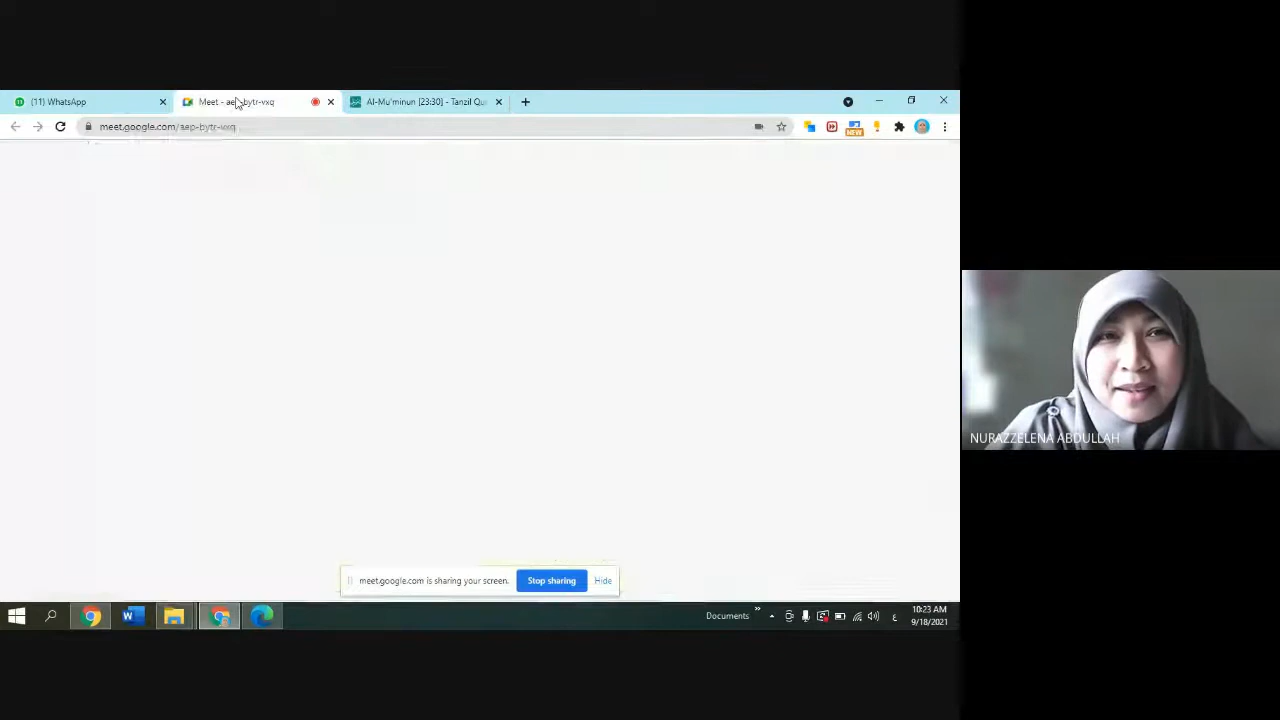 (11) WhatsApp
Meet - aep-bytr-vxq
Al-Mu'minun [23:30] - Tanzil Qu
meet.google.com/aep-bytr-vxq
NEW
NURAZZELENA ABDULLAH
meet.google.com is sharing your screen.
Stop sharing
Hide
Documents
ع
10:23 AM
9/18/2021